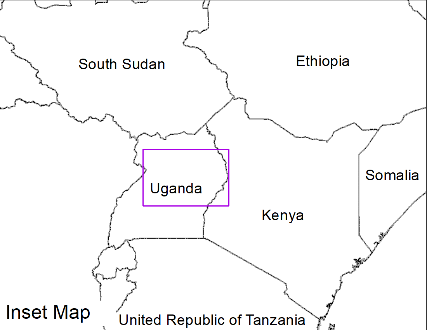 South Sudan
Ethiopia
Somalia
Uganda
Kenya
Inset Map
United Republic of Tanzania